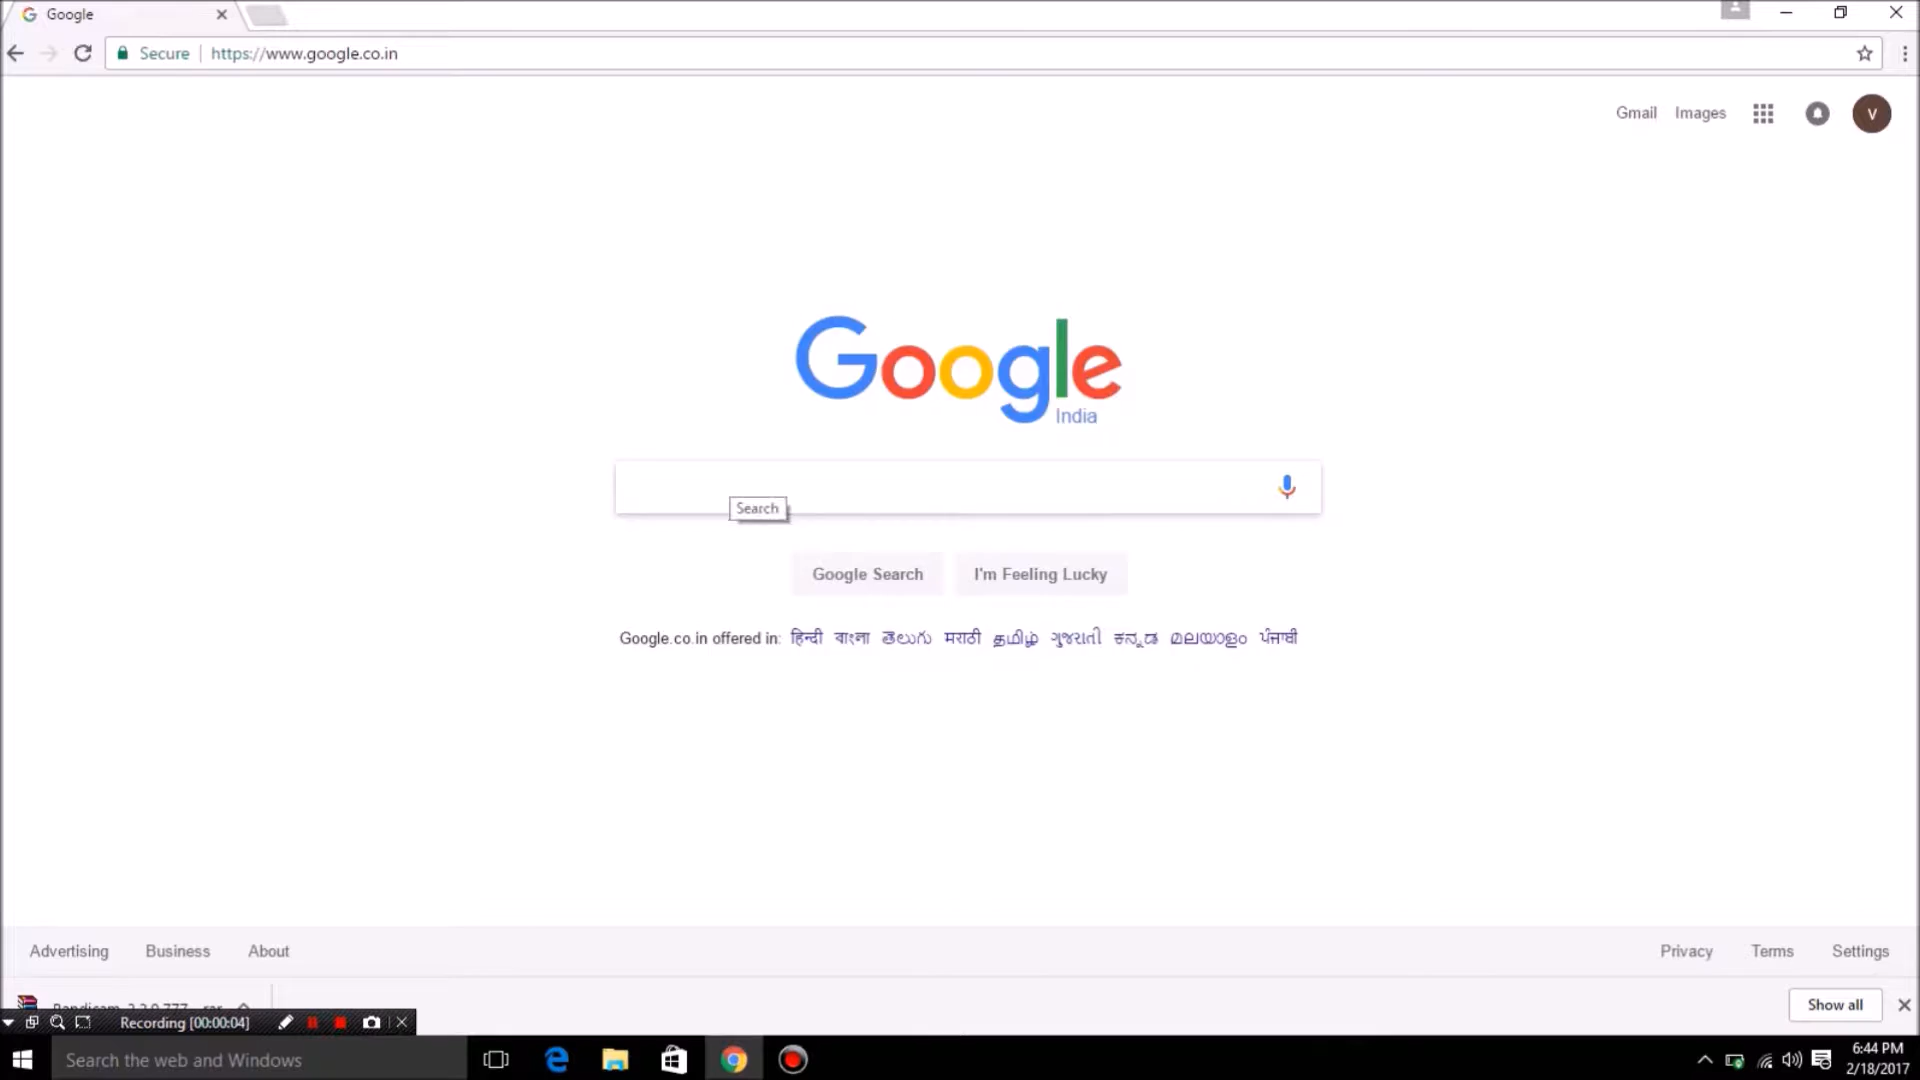 Google
Secure | https://www.google.co.in
Gmail Images V
Google
India
Search
Google Search I'm Feeling Lucky
Google.co.in offered in: हिन्दी বাংলা తెలుగు मराठी தமிழ் ગુજરાતી ಕನ್ನಡ മലയാളം ਪੰਜਾਬੀ
Advertising Business About Privacy Terms Settings
Show all
Recording [00:00:04]
Search the web and Windows
6:44 PM
2/18/2017